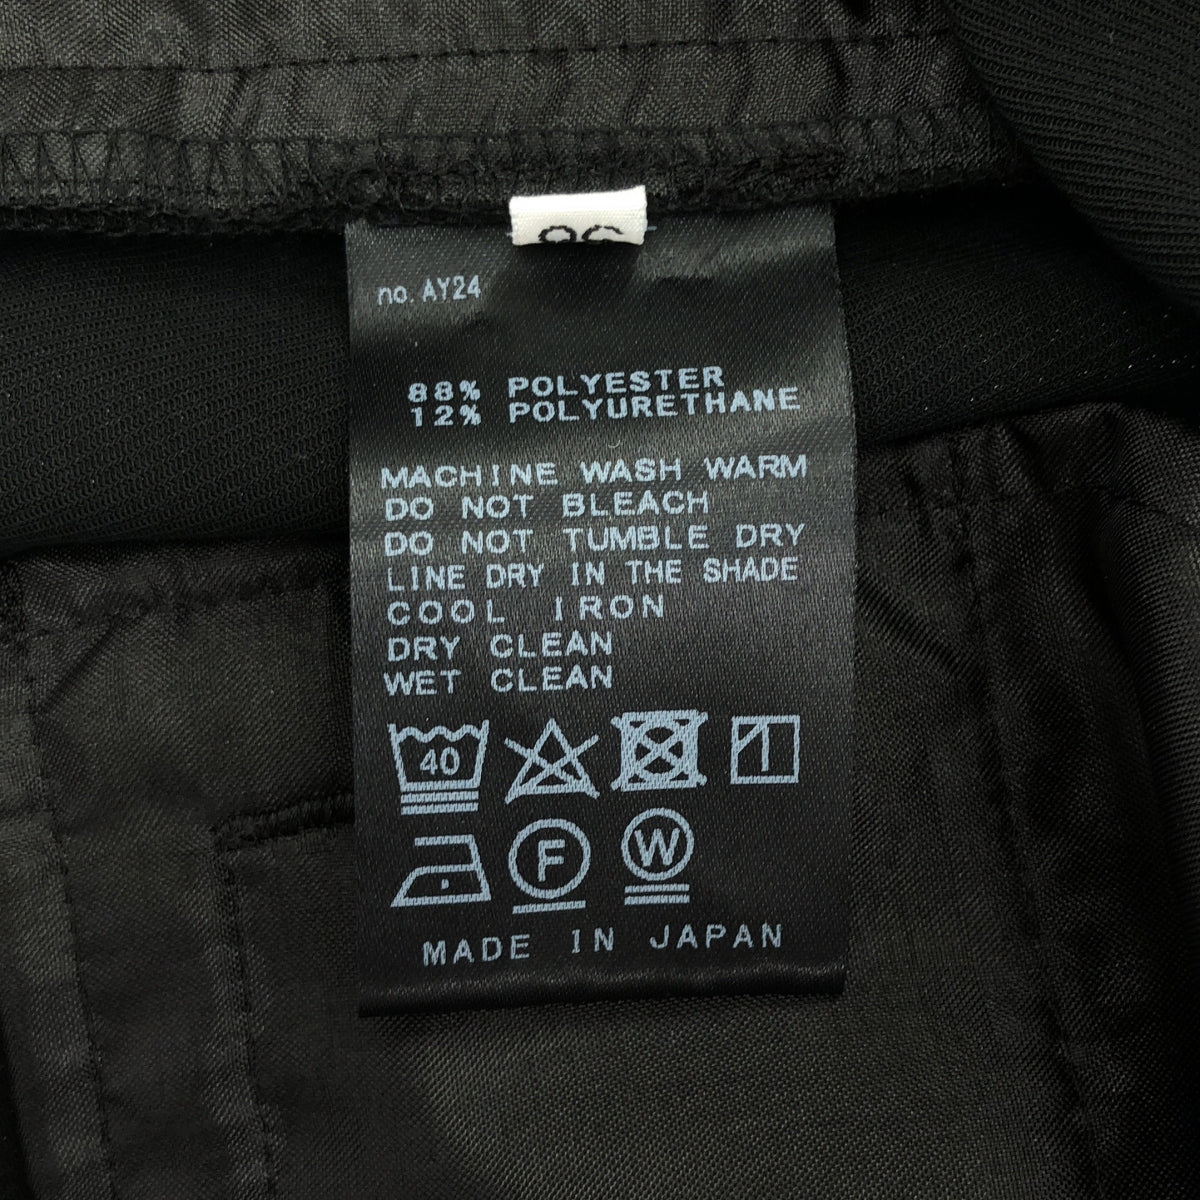 no. AY24
88% POLYESTER
12% POLYURETHANE
MACHINE WASH WARM
DO NOT BLEACH
DO NOT TUMBLE DRY
LINE DRY IN THE SHADE
COOL IRON
DRY CLEAN
WET CLEAN
40
F W
MADE IN JAPAN